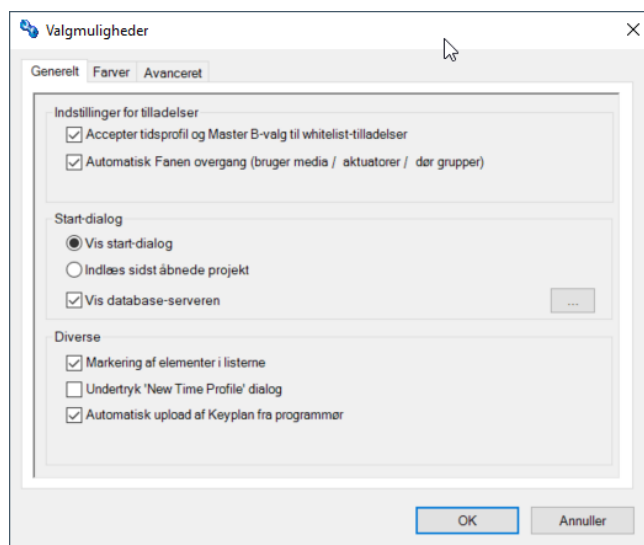 Valgmuligheder
Generelt Farver Avanceret
Indstillinger for tilladelser
Accepter tidsprofil og Master B-valg til whitelist-tilladelser
Automatisk Fanen overgang (bruger media / aktuatorer / dør grupper)
Start-dialog
Vis start-dialog
Indlæs sidst åbnede projekt
Vis database-serveren
...
Diverse
Markering af elementer i listerne
Undertryk 'New Time Profile' dialog
Automatisk upload af Keyplan fra programmør
OK Annuller